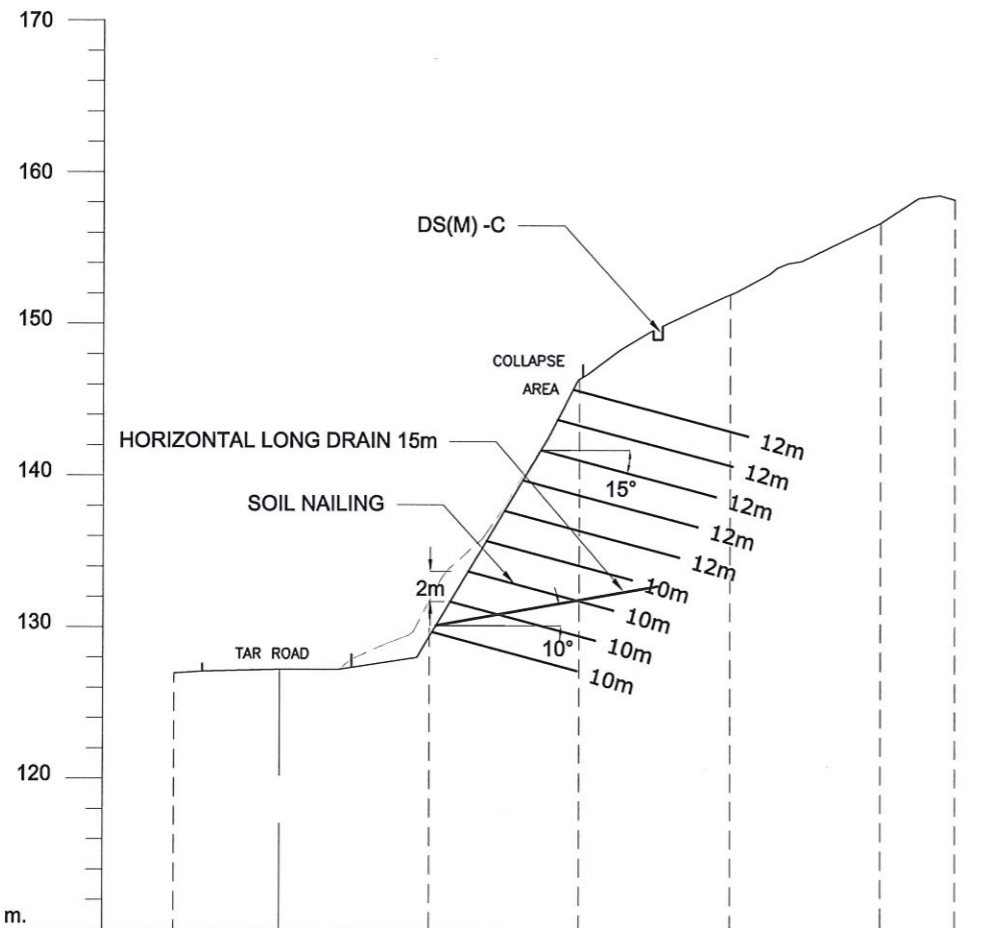 170
160
DS(M) -C
150
COLLAPSE
AREA
12m
HORIZONTAL LONG DRAIN 15m
12m
140
15°
12m
SOIL NAILING
12m
12m
2m
10m
10m
130
10°
10m
TAR ROAD
10m
120
m.